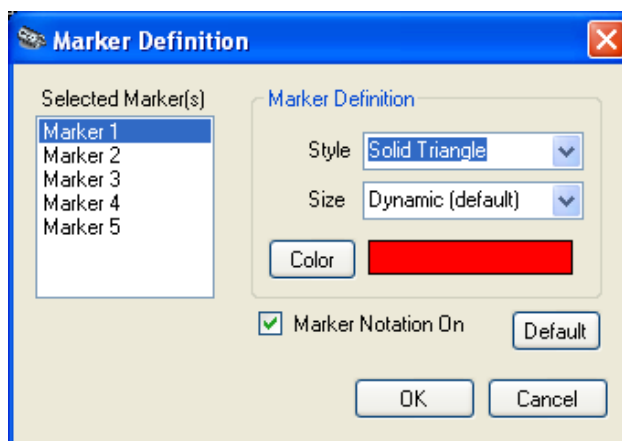 Marker Definition
Selected Marker(s)
Marker 1
Marker 2
Marker 3
Marker 4
Marker 5
Marker Definition
Style Solid Triangle
Size Dynamic (default)
Color
Marker Notation On
Default
OK Cancel